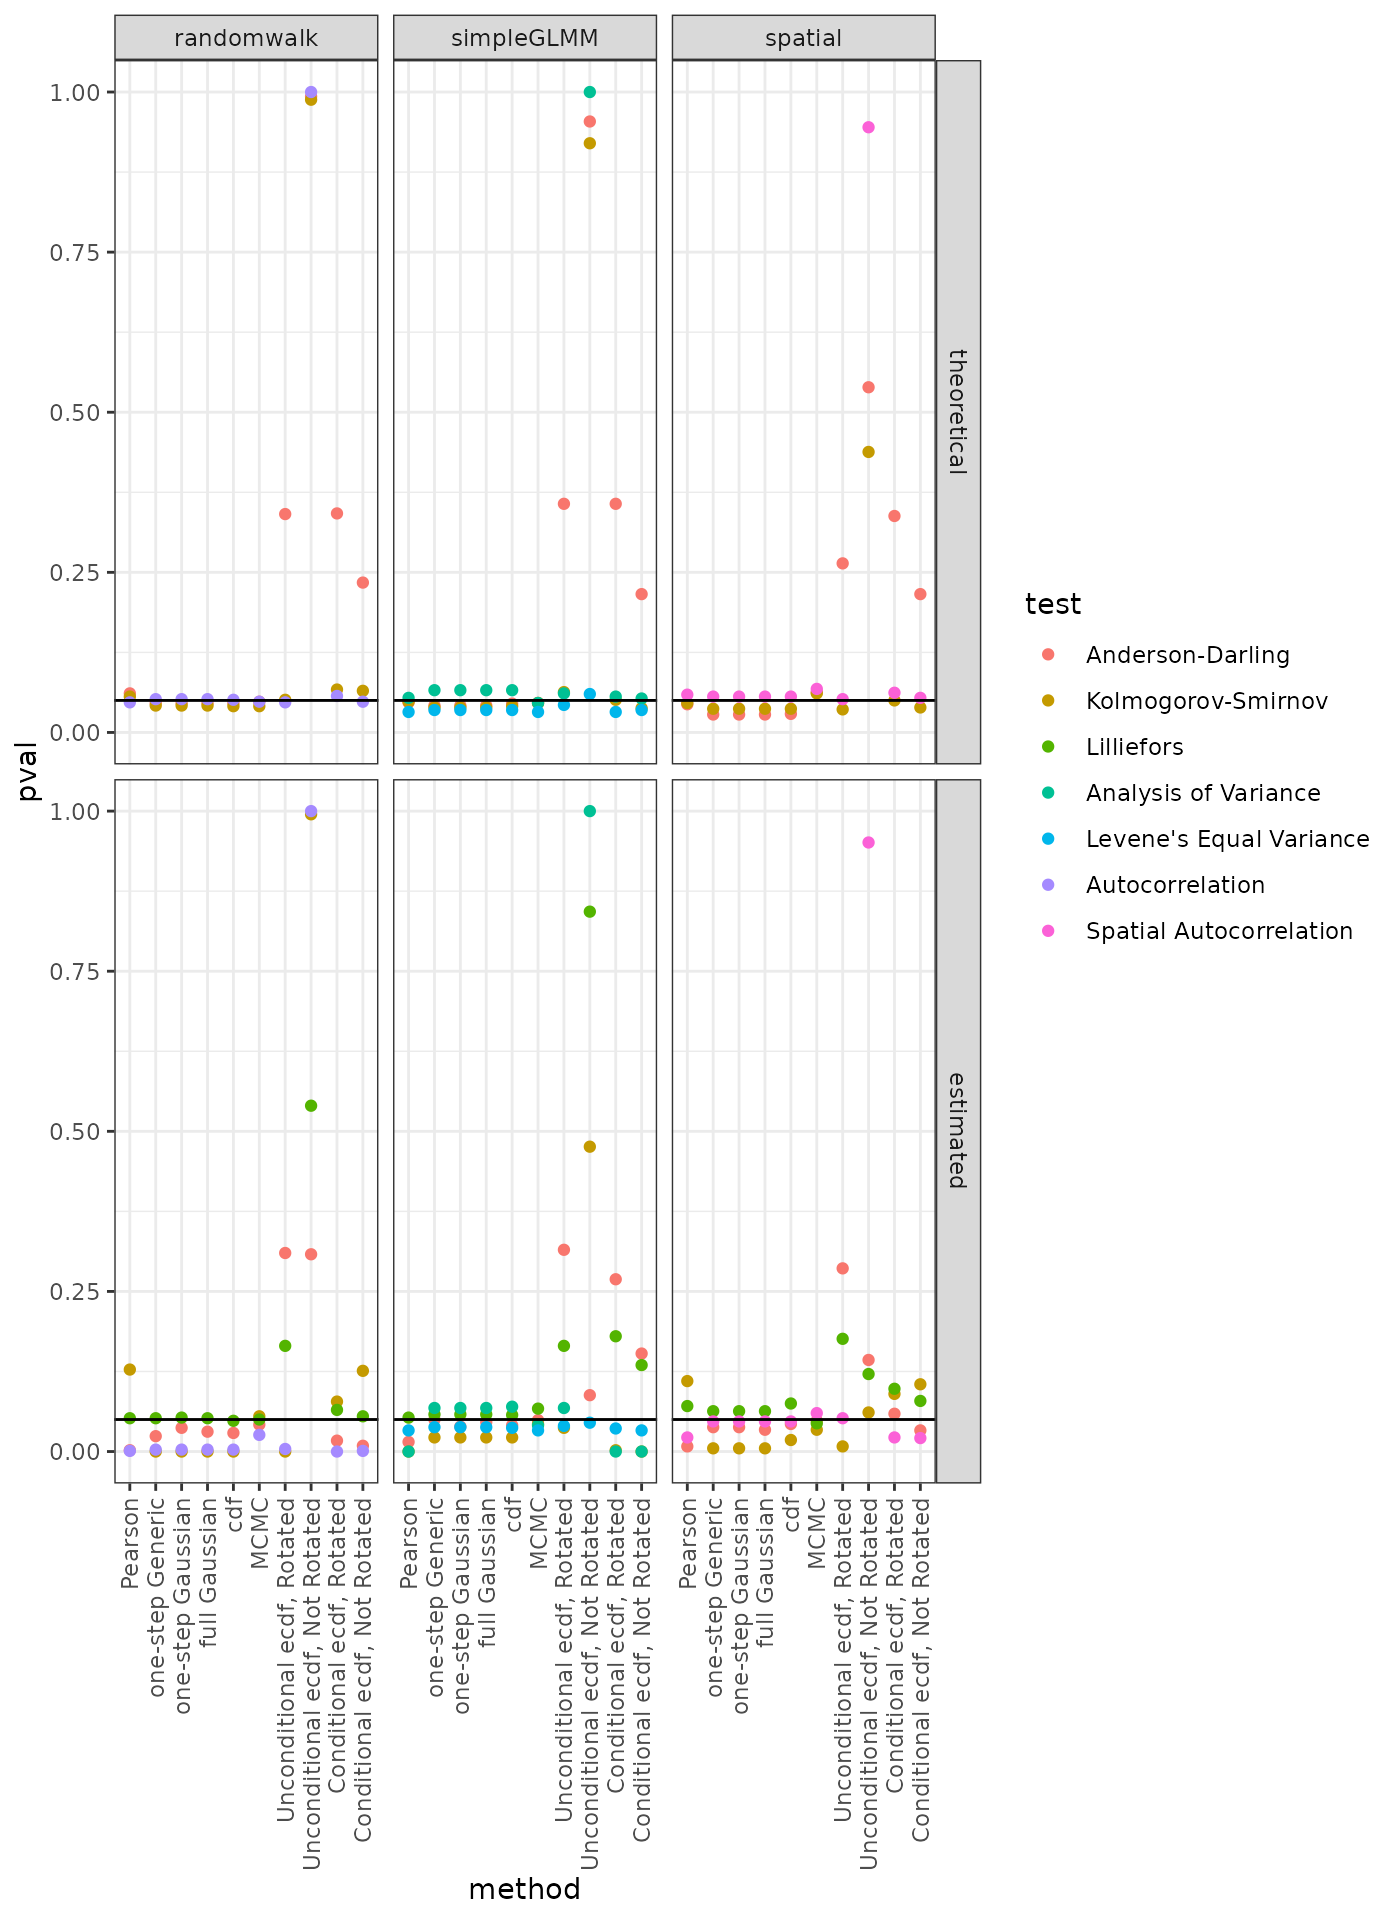 randomwalk
simpleGLMM
spatial
1.00
0.75
0.50
0.25
0.00
theoretical
1.00
0.75
0.50
0.25
0.00
estimated
pval
Pearson
one-step Generic
one-step Gaussian
full Gaussian
cdf
MCMC
Unconditional ecdf, Rotated
Unconditional ecdf, Not Rotated
Conditional ecdf, Rotated
Conditional ecdf, Not Rotated
Pearson
one-step Generic
one-step Gaussian
full Gaussian
cdf
MCMC
Unconditional ecdf, Rotated
Unconditional ecdf, Not Rotated
Conditional ecdf, Rotated
Conditional ecdf, Not Rotated
Pearson
one-step Generic
one-step Gaussian
full Gaussian
cdf
MCMC
Unconditional ecdf, Rotated
Unconditional ecdf, Not Rotated
Conditional ecdf, Rotated
Conditional ecdf, Not Rotated
method
test
Anderson-Darling
Kolmogorov-Smirnov
Lilliefors
Analysis of Variance
Levene's Equal Variance
Autocorrelation
Spatial Autocorrelation